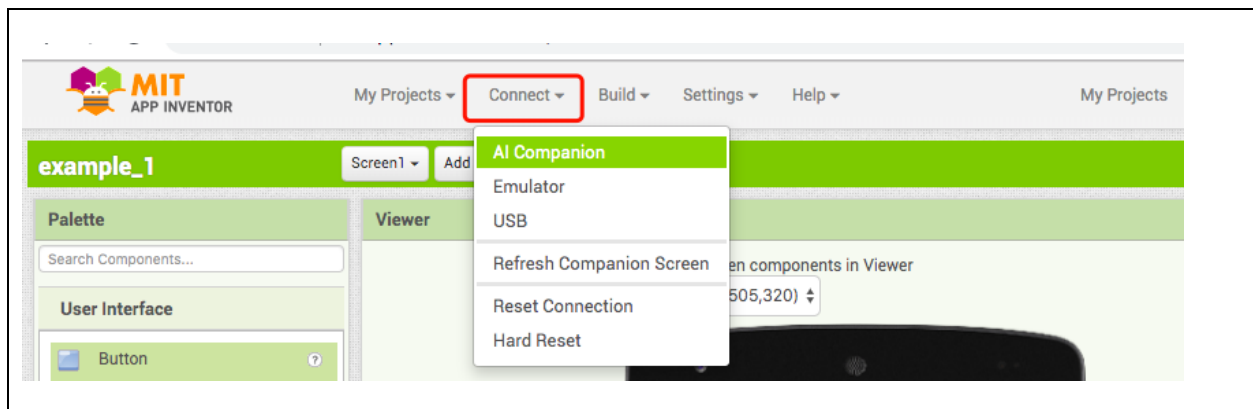 MIT
APP INVENTOR
My Projects Connect Build Settings Help My Projects
example_1 Screen1 Add
AI Companion
Emulator
USB
Refresh Companion Screen
Reset Connection
Hard Reset
Palette Viewer
Search Components...
en components in Viewer
505,320)
User Interface
Button ?